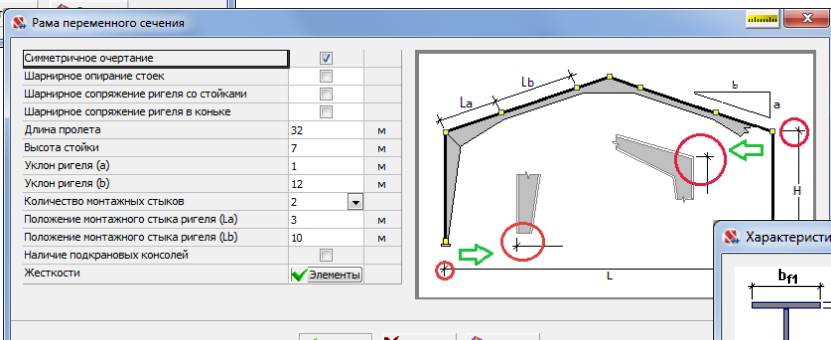 Рама переменного сечения
Симметричное очертание
Шарнирное опирание стоек
Шарнирное сопряжение ригеля со стойками
Шарнирное сопряжение ригеля в коньке
Длина пролета 32 м
Высота стойки 7 м
Уклон ригеля (a) 1 м
Уклон ригеля (b) 12 м
Количество монтажных стыков 2
Положение монтажного стыка ригеля (La) 3 м
Положение монтажного стыка ригеля (Lb) 10 м
Наличие подкрановых консолей
Жесткости Элементы
La
Lb
b
a
H
L
Характеристи
bf1